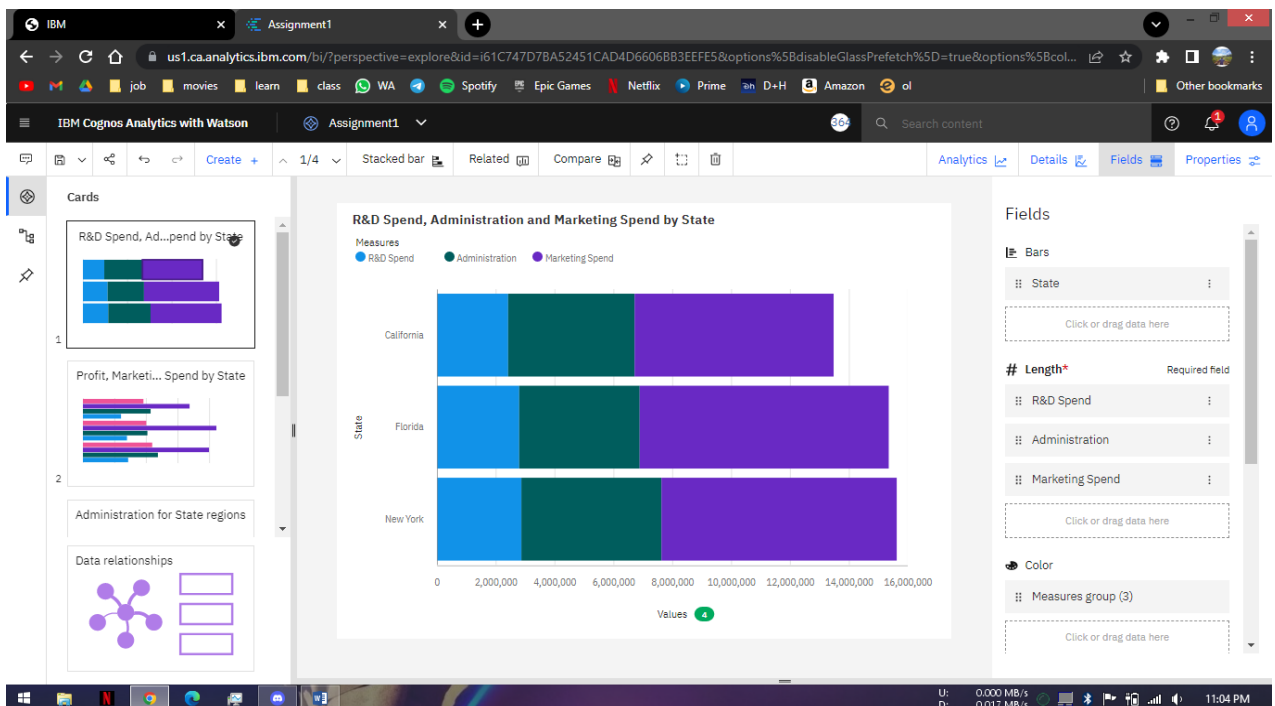 IBM
Assignment1
us1.ca.analytics.ibm.com/bi/?perspective=explore&id=i61C747D7BA52451CAD4D6606BB3EEFE5&options%5BdisableGlassPrefetch%5D=true&options%5Bcol...
job movies learn class WA Spotify Epic Games Netflix Prime D+H Amazon ol Other bookmarks
IBM Cognos Analytics with Watson Assignment1 364 Search content 1
Create + 1/4 Stacked bar Related Compare Analytics Details Fields Properties
Cards
R&D Spend, Ad...pend by State
1
Profit, Marketi... Spend by State
2
Administration for State regions
Data relationships
R&D Spend, Administration and Marketing Spend by State
Measures
R&D Spend Administration Marketing Spend
State
California
Florida
New York
0 2,000,000 4,000,000 6,000,000 8,000,000 10,000,000 12,000,000 14,000,000 16,000,000
Values 4
Fields
Bars
State
Click or drag data here
# Length* Required field
R&D Spend
Administration
Marketing Spend
Click or drag data here
Color
Measures group (3)
Click or drag data here
U: 0.000 MB/s
D: 0.017 MB/s
11:04 PM